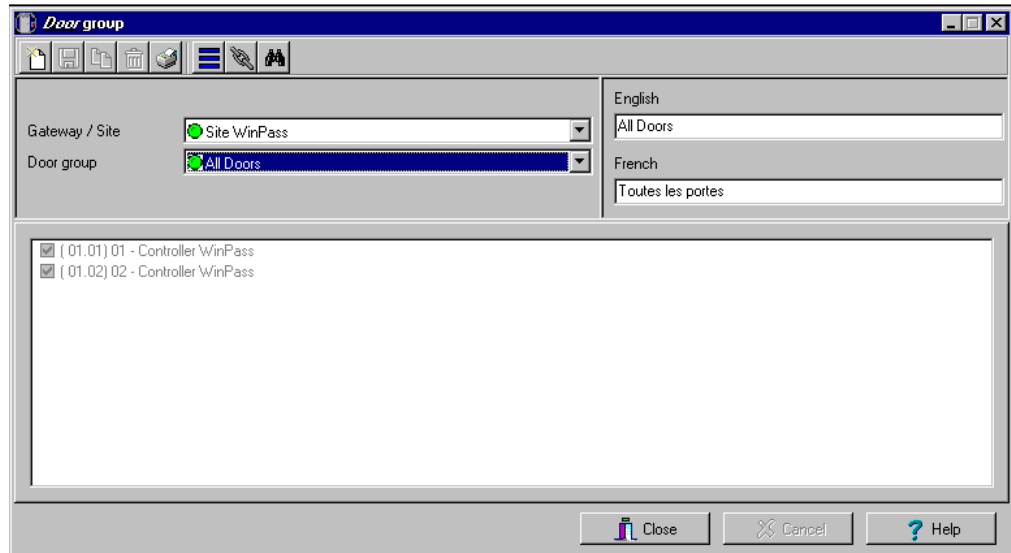 Door group
Gateway / Site
Site WinPass
Door group
All Doors
English
All Doors
French
Toutes les portes
( 01.01) 01 - Controller WinPass
( 01.02) 02 - Controller WinPass
Close
Cancel
? Help